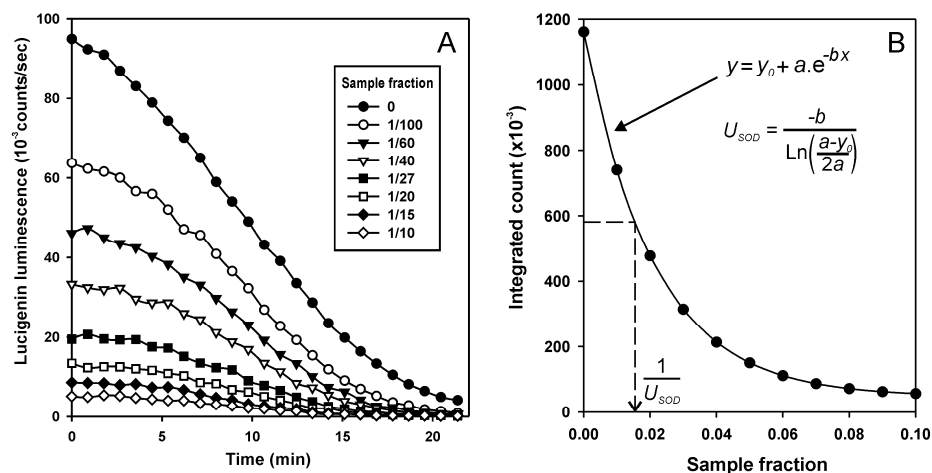 A
Lucigenin luminescence (10⁻³counts/sec)
100
80
60
40
20
0
0 5 10 15 20
Time (min)
Sample fraction
0
1/100
1/60
1/40
1/27
1/20
1/15
1/10
B
Integrated count (x10⁻³)
1200
1000
800
600
400
200
0
0.00 0.02 0.04 0.06 0.08 0.10
Sample fraction
y = y₀ + a.e⁻ᵇˣ
U_SOD = -b / Ln((a-y₀)/2a)
1 / U_SOD